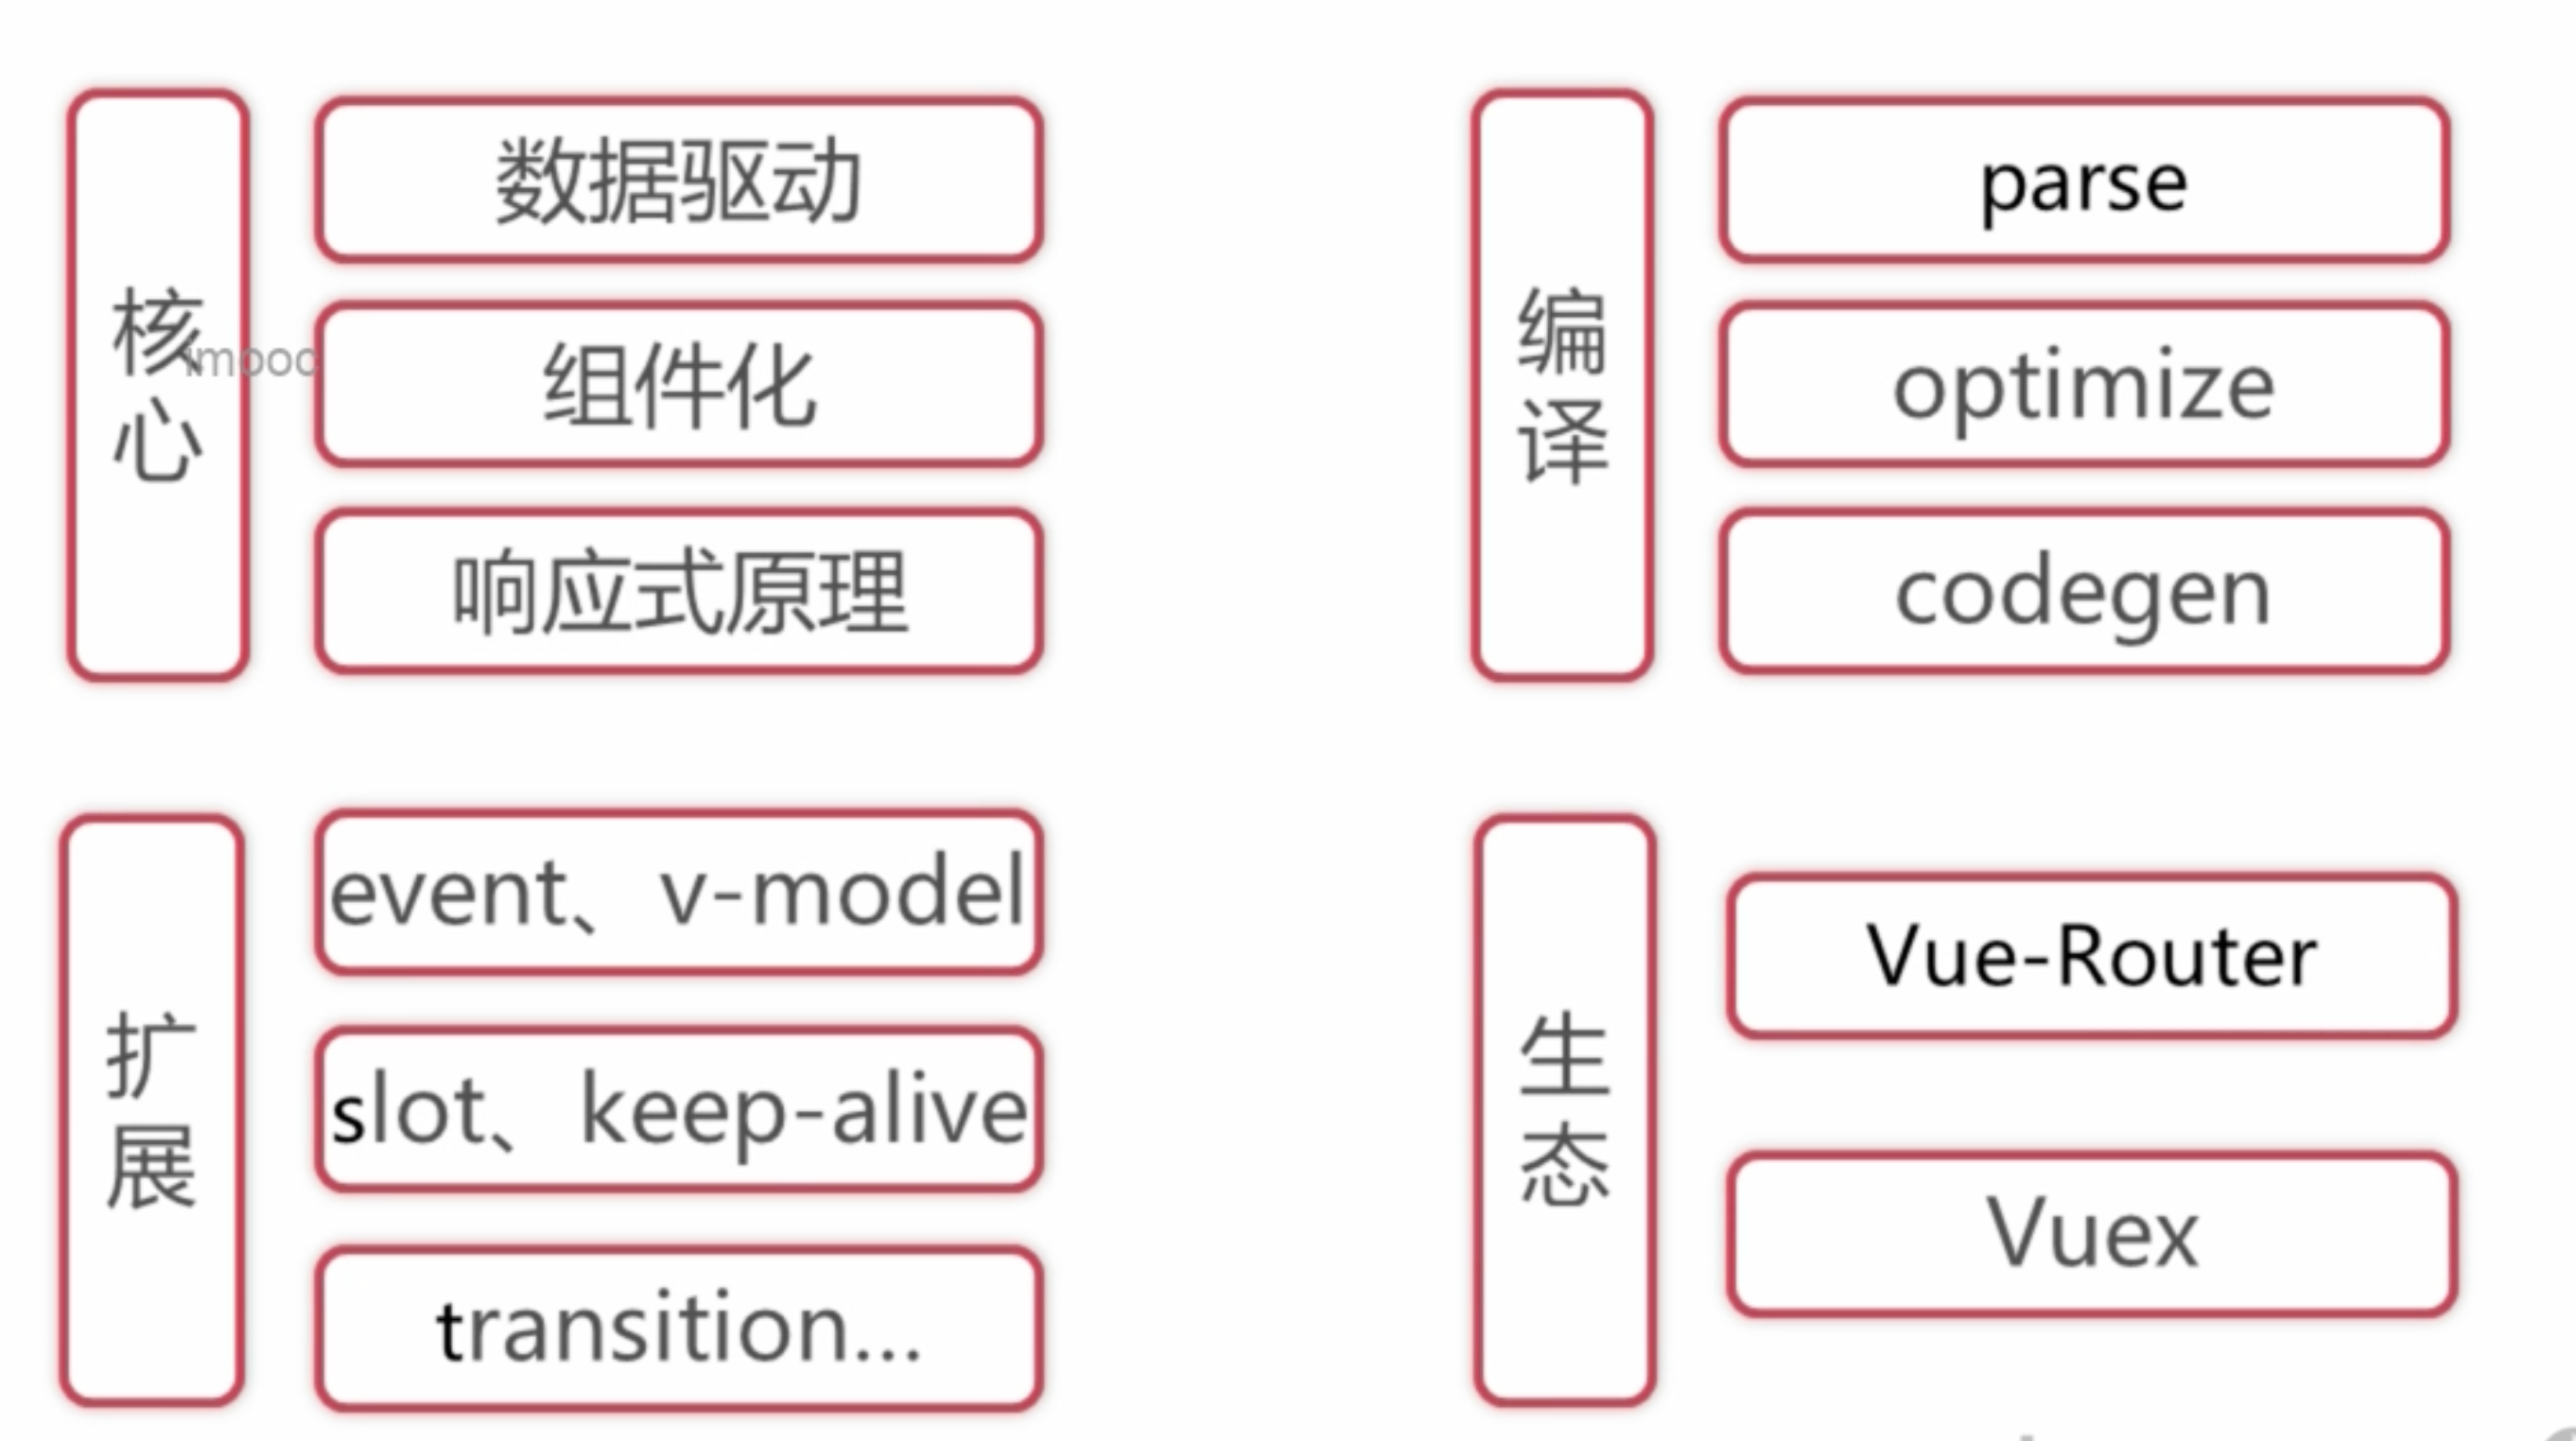 核心
数据驱动
组件化
响应式原理
imooc
编译
parse
optimize
codegen
扩展
event、v-model
slot、keep-alive
transition...
生态
Vue-Router
Vuex